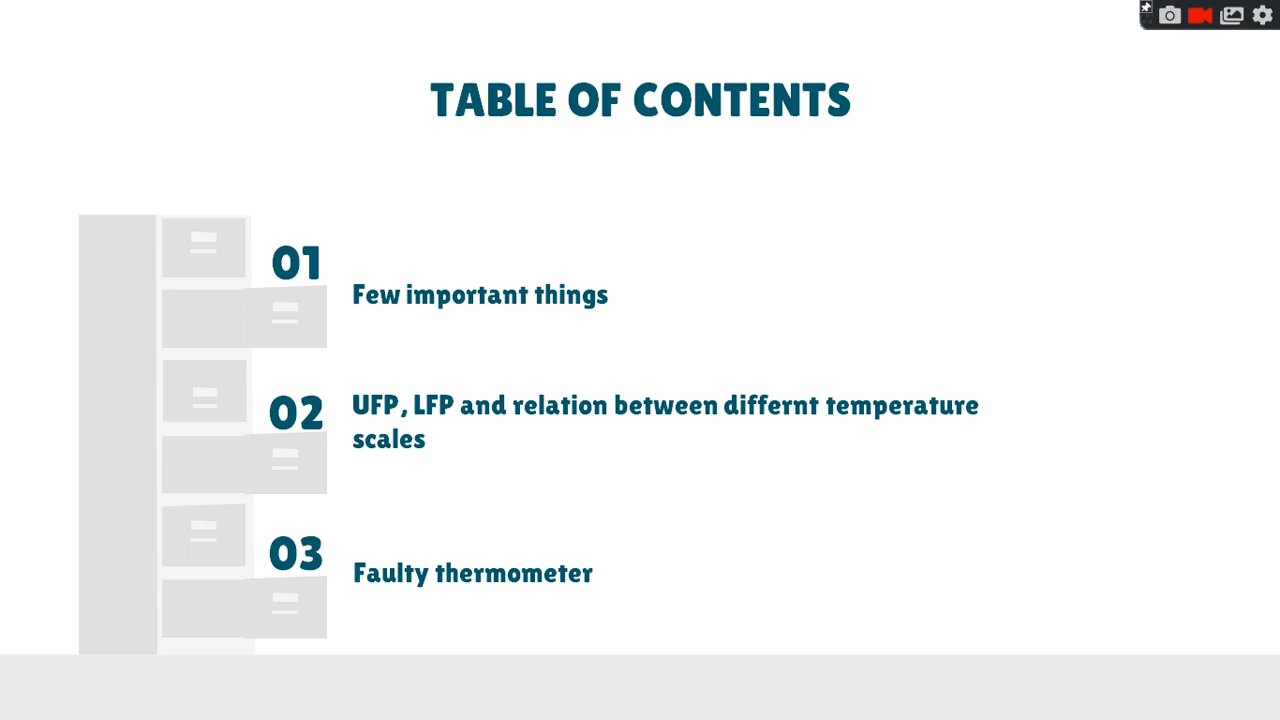 TABLE OF CONTENTS
01
Few important things
02
UFP, LFP and relation between differnt temperature
scales
03
Faulty thermometer